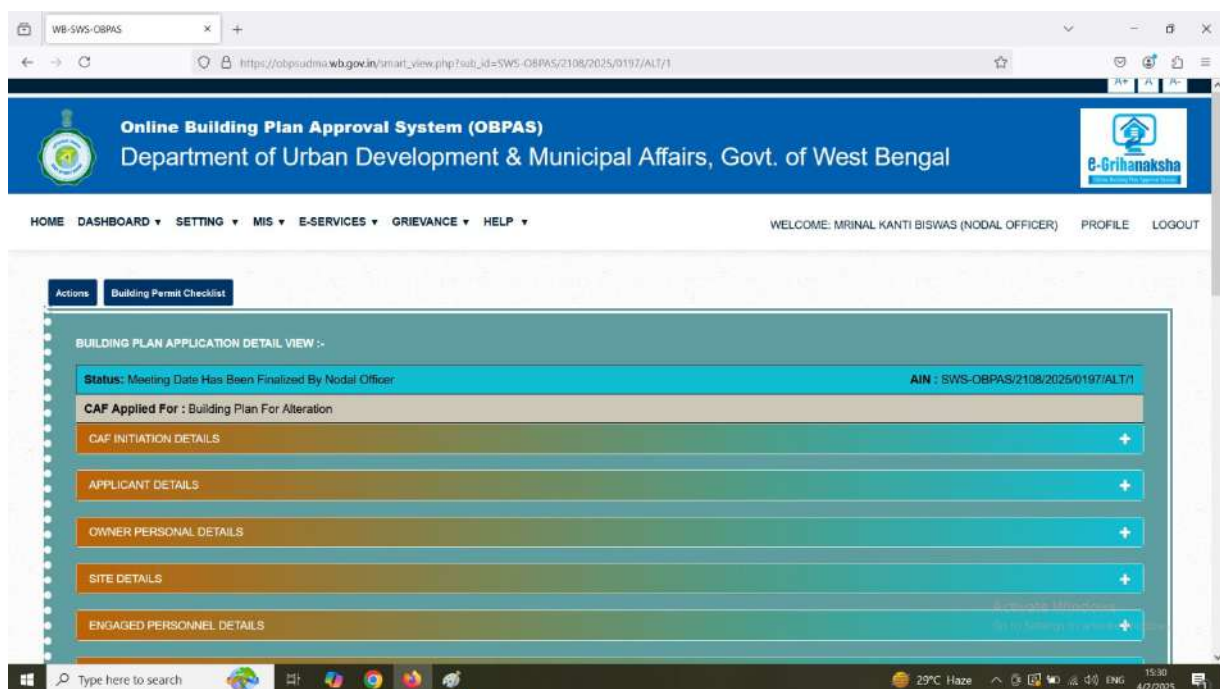 WB-SWS-OBPAS
https://obpsudma.wb.gov.in/smart_view.php?sub_id=SWS-OBPAS/2108/2025/0197/ALT/1
A+ A A-
Online Building Plan Approval System (OBPAS)
Department of Urban Development & Municipal Affairs, Govt. of West Bengal
e-Grihanaksha
HOME DASHBOARD SETTING MIS E-SERVICES GRIEVANCE HELP WELCOME: MRINAL KANTI BISWAS (NODAL OFFICER) PROFILE LOGOUT
Actions Building Permit Checklist
BUILDING PLAN APPLICATION DETAIL VIEW :-
Status: Meeting Date Has Been Finalized By Nodal Officer AIN : SWS-OBPAS/2108/2025/0197/ALT/1
CAF Applied For : Building Plan For Alteration
CAF INITIATION DETAILS +
APPLICANT DETAILS +
OWNER PERSONAL DETAILS +
SITE DETAILS +
Activate Windows
ENGAGED PERSONNEL DETAILS +
Type here to search 29°C Haze ENG 15:30
4/2/2025